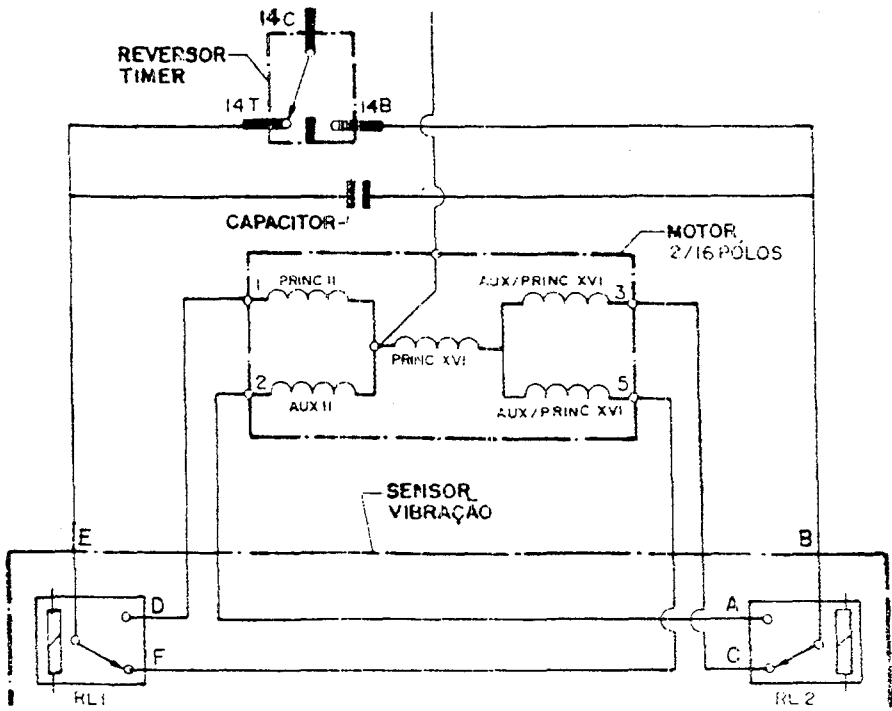 14C
REVERSOR
TIMER
14T
14B
CAPACITOR
MOTOR
2/16 PÓLOS
1
PRINC II
AUX/PRINC XVI
3
PRINC XVI
2
AUX II
5
AUX/PRINC XVI
SENSOR
VIBRAÇÃO
E
B
D
A
F
C
RL1
RL2